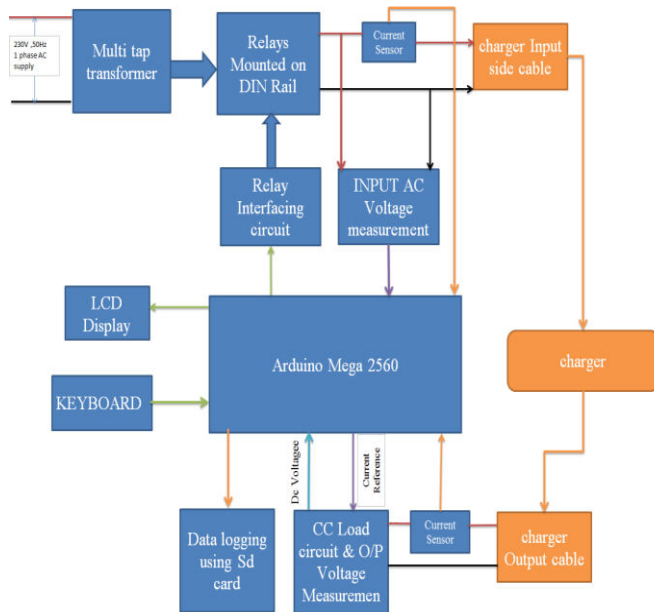 230V ,50Hz
1 phase AC
supply
Multi tap
transformer
Relays
Mounted on
DIN Rail
Current
Sensor
charger Input
side cable
Relay
Interfacing
circuit
INPUT AC
Voltage
measurement
LCD
Display
Arduino Mega 2560
charger
KEYBOARD
Dc Voltagee
Current
Reference
Data logging
using Sd
card
CC Load
circuit & O/P
Voltage
Measuremen
Current
Sensor
charger
Output cable